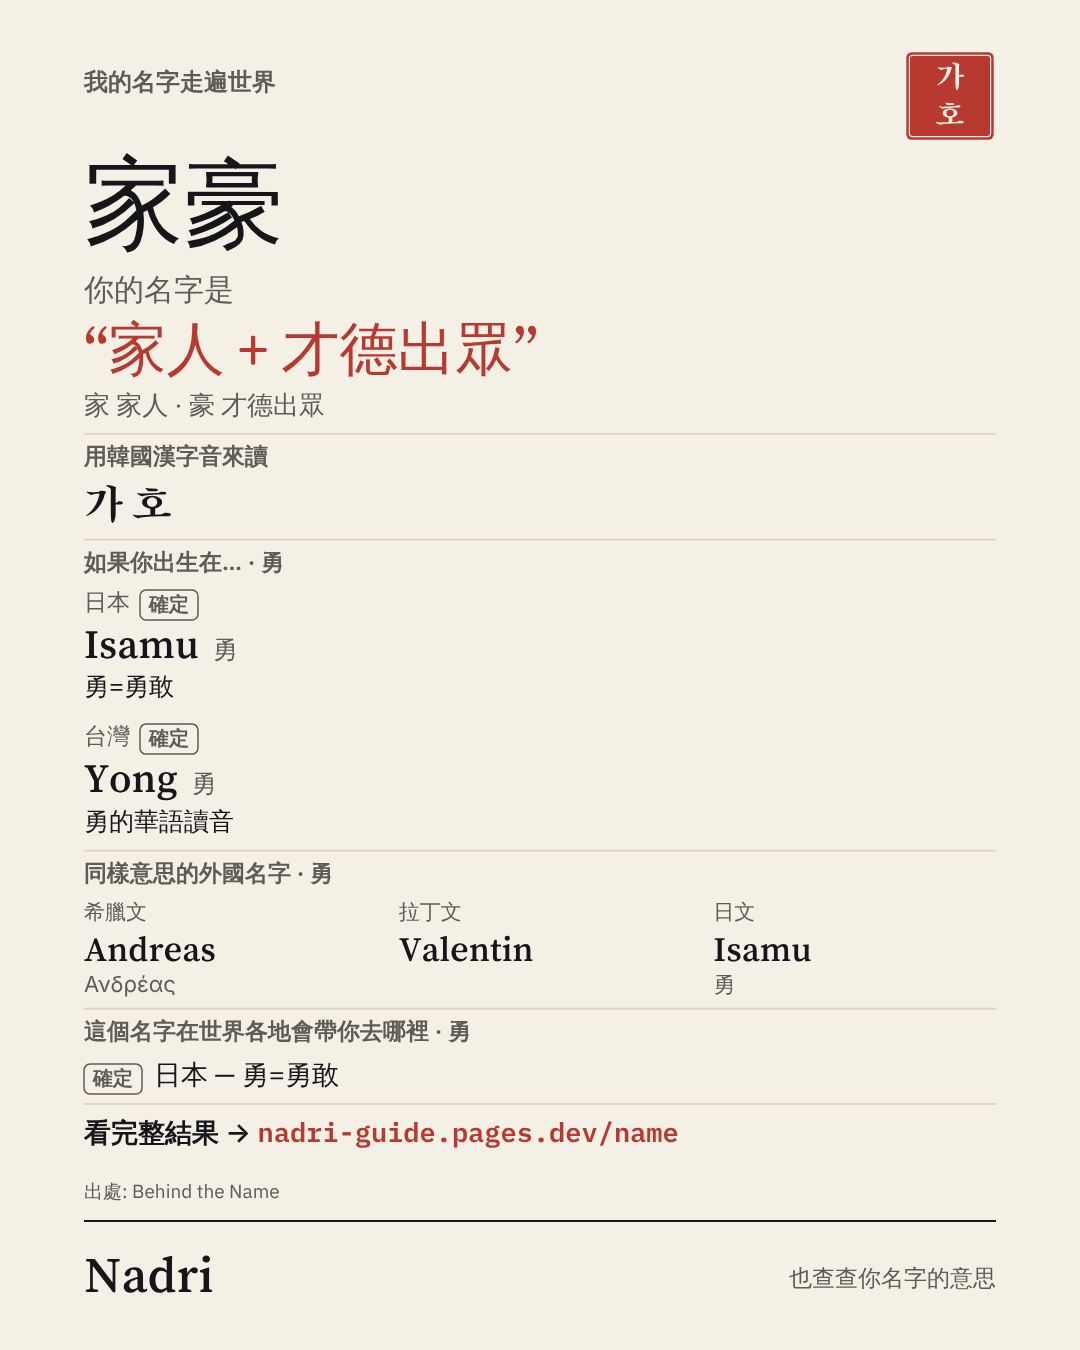 我的名字走遍世界
가
호
家豪
你的名字是
“家人 + 才德出眾”
家 家人 · 豪 才德出眾
用韓國漢字音來讀
가 호
如果你出生在... · 勇
日本 確定
Isamu 勇
勇=勇敢
台灣 確定
Yong 勇
勇的華語讀音
同樣意思的外國名字 · 勇
希臘文 拉丁文 日文
Andreas Valentin Isamu
Ανδρέας 勇
這個名字在世界各地會帶你去哪裡 · 勇
確定 日本 — 勇=勇敢
看完整結果 → nadri-guide.pages.dev/name
出處: Behind the Name
Nadri 也查查你名字的意思